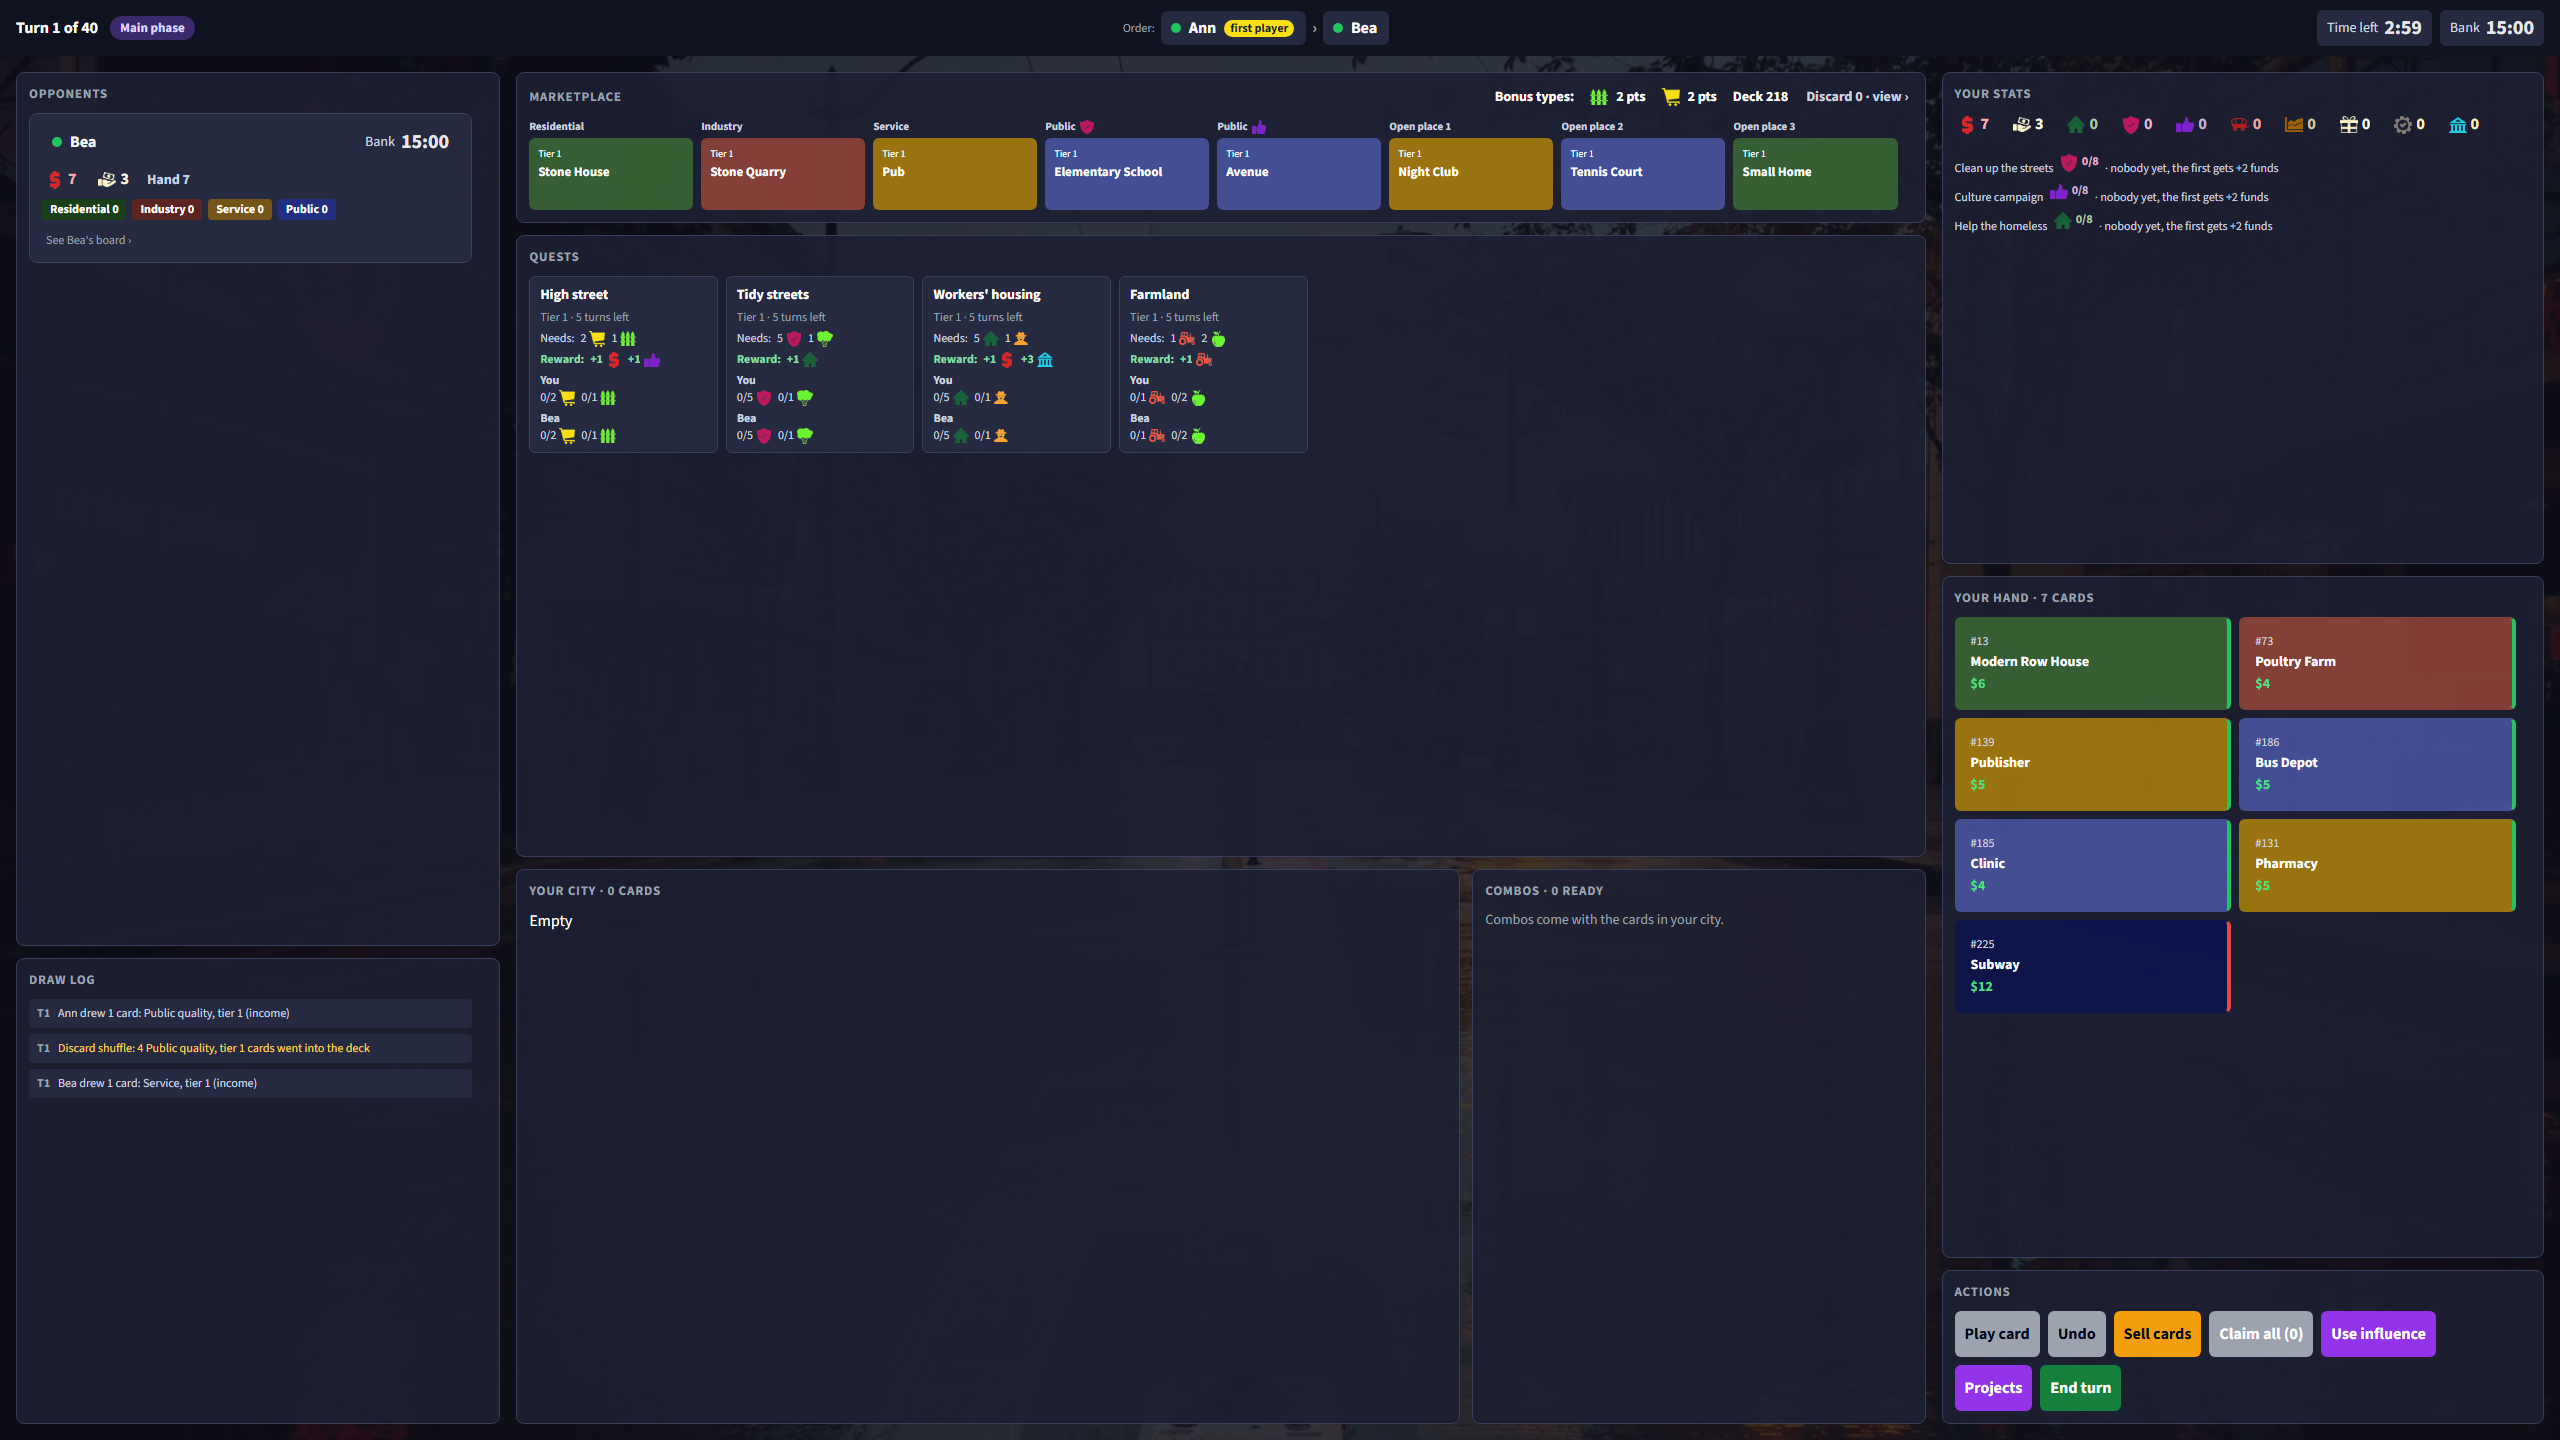 Turn 1 of 40 Main phase
Order: Ann first player › Bea
Time left 2:59 Bank 15:00
OPPONENTS
Bea Bank 15:00
7 3 Hand 7
Residential 0 Industry 0 Service 0 Public 0
See Bea's board ›
DRAW LOG
T1 Ann drew 1 card: Public quality, tier 1 (income)
T1 Discard shuffle: 4 Public quality, tier 1 cards went into the deck
T1 Bea drew 1 card: Service, tier 1 (income)
MARKETPLACE
Bonus types: 2 pts 2 pts Deck 218 Discard 0 · view ›
Residential Industry Service Public Public Open place 1 Open place 2 Open place 3
Tier 1 Tier 1 Tier 1 Tier 1 Tier 1 Tier 1 Tier 1 Tier 1
Stone House Stone Quarry Pub Elementary School Avenue Night Club Tennis Court Small Home
QUESTS
High street
Tier 1 · 5 turns left
Needs: 2 1
Reward: +1 +1
You
0/2 0/1
Bea
0/2 0/1
Tidy streets
Tier 1 · 5 turns left
Needs: 5 1
Reward: +1
You
0/5 0/1
Bea
0/5 0/1
Workers' housing
Tier 1 · 5 turns left
Needs: 5 1
Reward: +1 +3
You
0/5 0/1
Bea
0/5 0/1
Farmland
Tier 1 · 5 turns left
Needs: 1 2
Reward: +1
You
0/1 0/2
Bea
0/1 0/2
YOUR CITY · 0 CARDS
Empty
COMBOS · 0 READY
Combos come with the cards in your city.
YOUR STATS
7 3 0 0 0 0 0 0 0 0
Clean up the streets 0/8 · nobody yet, the first gets +2 funds
Culture campaign 0/8 · nobody yet, the first gets +2 funds
Help the homeless 0/8 · nobody yet, the first gets +2 funds
YOUR HAND · 7 CARDS
#13
Modern Row House
$6
#73
Poultry Farm
$4
#139
Publisher
$5
#186
Bus Depot
$5
#185
Clinic
$4
#131
Pharmacy
$5
#225
Subway
$12
ACTIONS
Play card Undo Sell cards Claim all (0) Use influence
Projects End turn